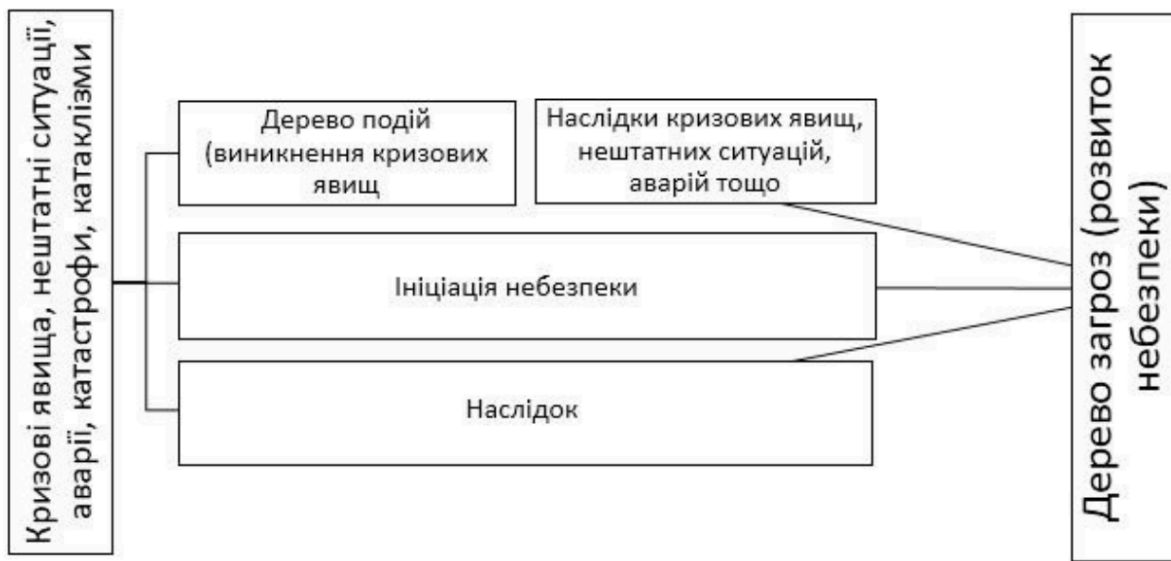 Кризові явища, нештатні ситуації,
аварії, катастрофи, катаклізми
Дерево подій
(виникнення кризових
явищ
Наслідки кризових явищ,
нештатних ситуацій,
аварій тощо
Ініціація небезпеки
Наслідок
Дерево загроз (розвиток
небезпеки)